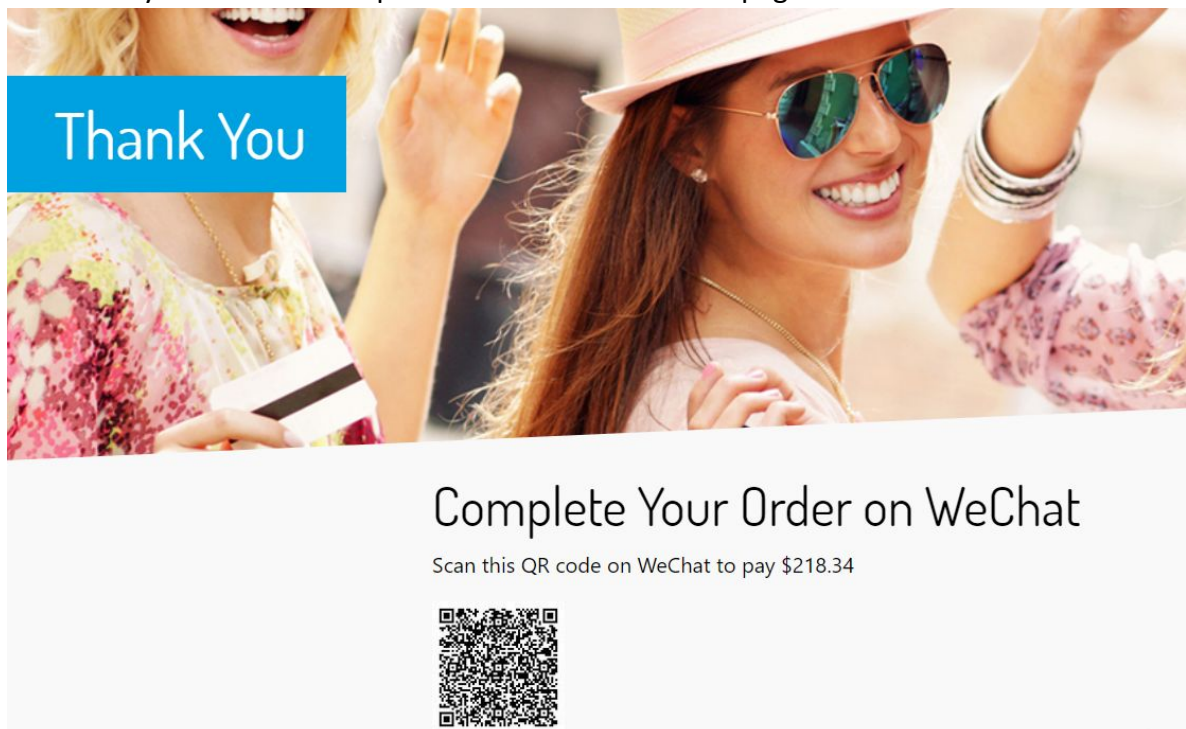 Thank You
Complete Your Order on WeChat
Scan this QR code on WeChat to pay $218.34